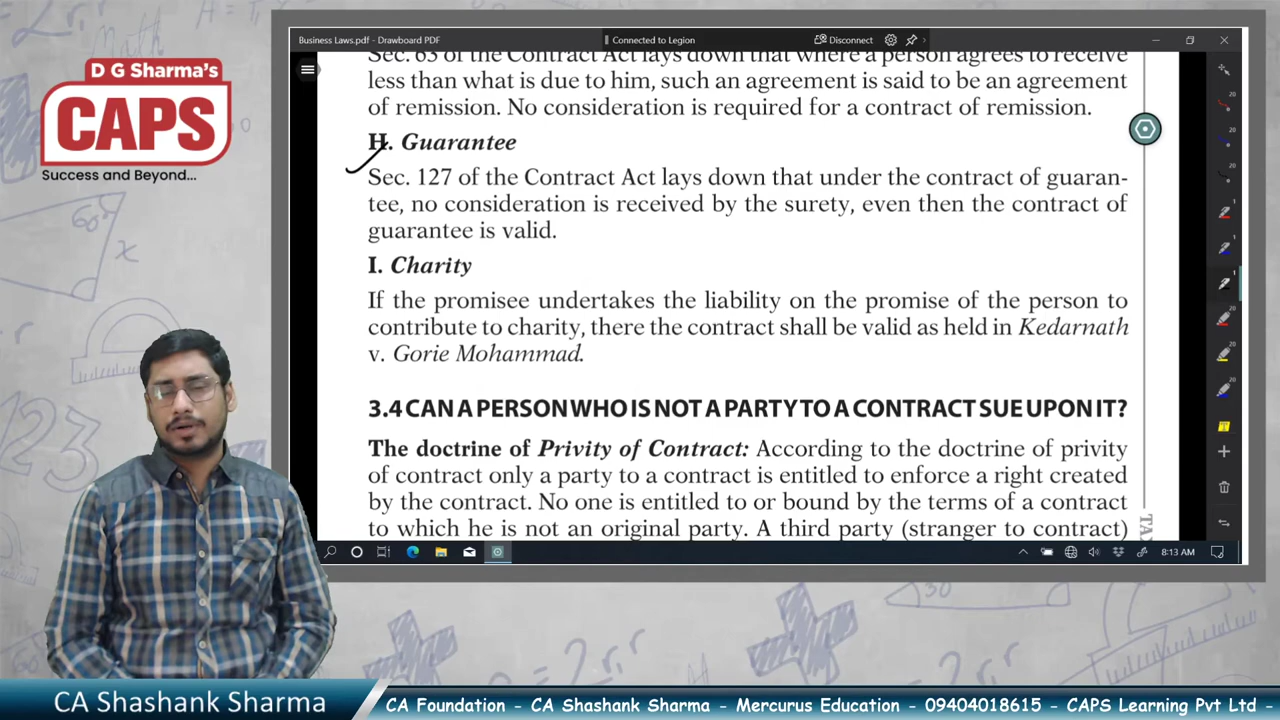 D G Sharma's
CAPS
Success and Beyond...
Business Laws.pdf - Drawboard PDF
Connected to Legion
Disconnect
Sec. 63 of the Contract Act lays down that where a person agrees to receive
less than what is due to him, such an agreement is said to be an agreement
of remission. No consideration is required for a contract of remission.
H. Guarantee
Sec. 127 of the Contract Act lays down that under the contract of guaran-
tee, no consideration is received by the surety, even then the contract of
guarantee is valid.
I. Charity
If the promisee undertakes the liability on the promise of the person to
contribute to charity, there the contract shall be valid as held in Kedarnath
v. Gorie Mohammad.
3.4 CAN A PERSON WHO IS NOT A PARTY TO A CONTRACT SUE UPON IT?
The doctrine of Privity of Contract: According to the doctrine of privity
of contract only a party to a contract is entitled to enforce a right created
by the contract. No one is entitled to or bound by the terms of a contract
to which he is not an original party. A third party (stranger to contract)
8:13 AM
CA Shashank Sharma
CA Foundation - CA Shashank Sharma - Mercurus Education - 09404018615 - CAPS Learning Pvt Ltd -